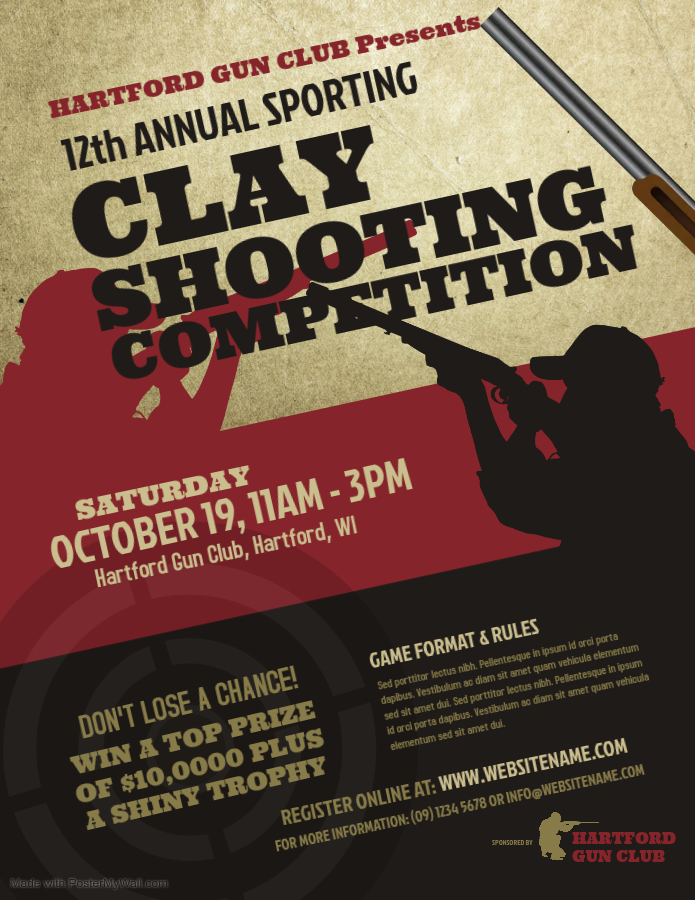 HARTFORD GUN CLUB Presents
12th ANNUAL SPORTING
CLAY
SHOOTING
COMPETITION
SATURDAY
OCTOBER 19, 11AM - 3PM
Hartford Gun Club, Hartford, WI
DON'T LOSE A CHANCE!
WIN A TOP PRIZE
OF $10,0000 PLUS
A SHINY TROPHY
GAME FORMAT & RULES
Sed porttitor lectus nibh. Pellentesque in ipsum id orci porta
dapibus. Vestibulum ac diam sit amet quam vehicula elementum
sed sit amet dui. Sed porttitor lectus nibh. Pellentesque in ipsum
id orci porta dapibus. Vestibulum ac diam sit amet quam vehicula
elementum sed sit amet dui.
REGISTER ONLINE AT: WWW.WEBSITENAME.COM
FOR MORE INFORMATION: (09) 1234 5678 OR INFO@WEBSITENAME.COM
SPONSORED BY
HARTFORD
GUN CLUB
Made with PosterMyWall.com